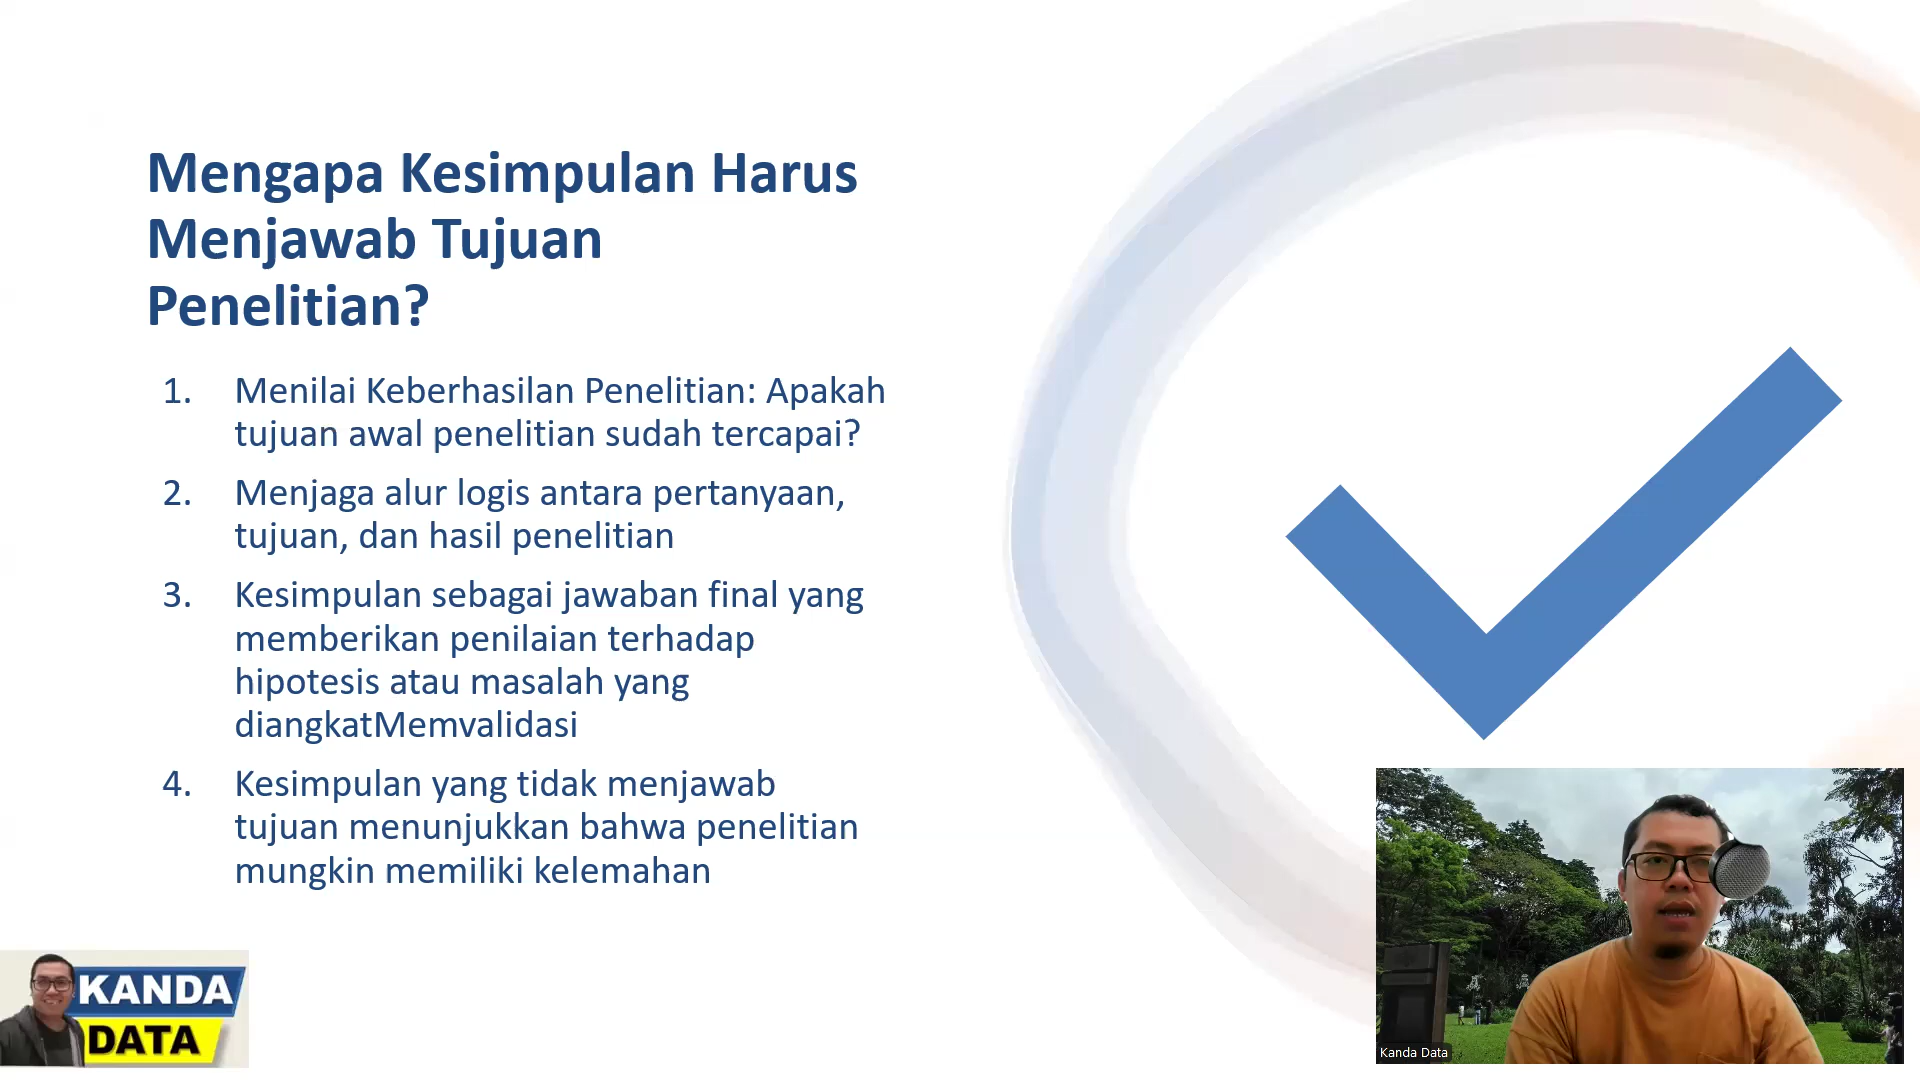 Mengapa Kesimpulan Harus
Menjawab Tujuan
Penelitian?
1. Menilai Keberhasilan Penelitian: Apakah
tujuan awal penelitian sudah tercapai?
2. Menjaga alur logis antara pertanyaan,
tujuan, dan hasil penelitian
3. Kesimpulan sebagai jawaban final yang
memberikan penilaian terhadap
hipotesis atau masalah yang
diangkatMemvalidasi
4. Kesimpulan yang tidak menjawab
tujuan menunjukkan bahwa penelitian
mungkin memiliki kelemahan
KANDA
DATA
Kanda Data